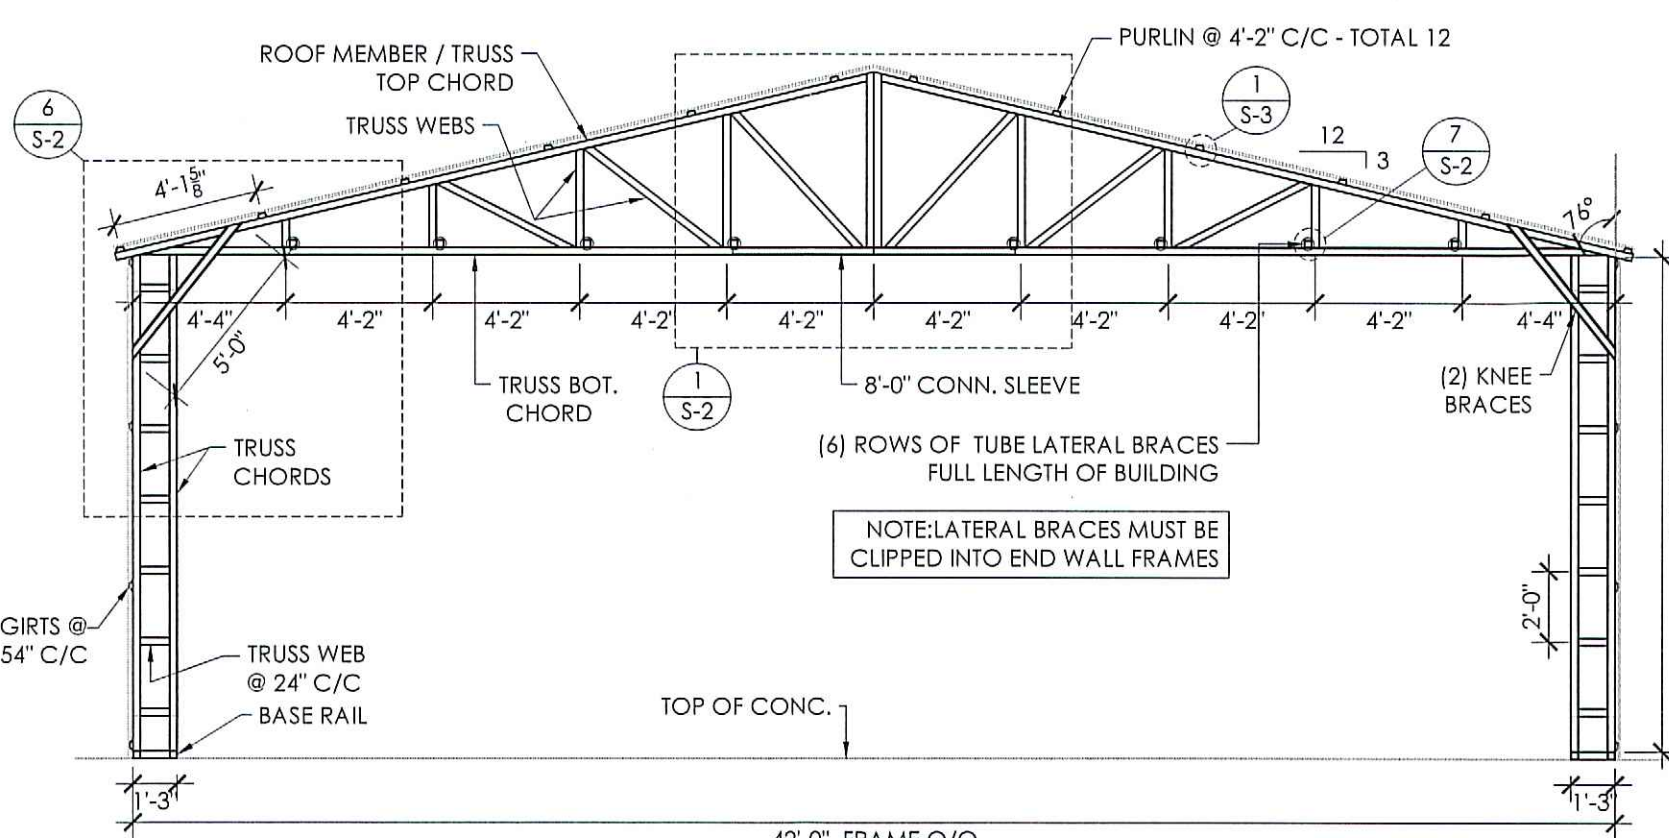 ROOF MEMBER / TRUSS
TOP CHORD
PURLIN @ 4'-2" C/C - TOTAL 12
6
S-2
TRUSS WEBS
1
S-3
12
3
7
S-2
4'-1 5/8"
76°
4'-4"
4'-2"
4'-2"
4'-2'
4'-2"
4'-2"
4'-2"
4'-2'
4'-2"
4'-4"
5'-0"
TRUSS BOT.
CHORD
1
S-2
8'-0" CONN. SLEEVE
(2) KNEE
BRACES
TRUSS
CHORDS
(6) ROWS OF TUBE LATERAL BRACES
FULL LENGTH OF BUILDING
NOTE:LATERAL BRACES MUST BE
CLIPPED INTO END WALL FRAMES
2'-0"
GIRTS @
54" C/C
TRUSS WEB
@ 24" C/C
BASE RAIL
TOP OF CONC.
1'-3"
1'-3"
42'-0" FRAME O/O